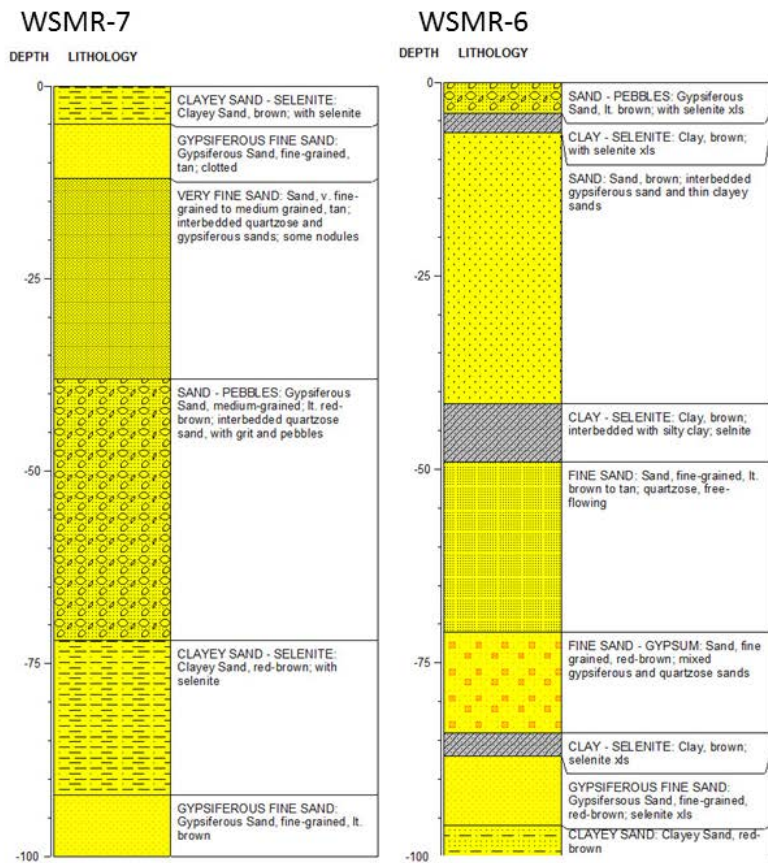 WSMR-7
DEPTH LITHOLOGY
0
CLAYEY SAND - SELENITE:
Clayey Sand, brown; with selenite
GYPSIFEROUS FINE SAND:
Gypsiferous Sand, fine-grained,
tan; clotted
VERY FINE SAND: Sand, v. fine-
grained to medium grained, tan;
interbedded quartzose and
gypsiferous sands; some nodules
-25
SAND - PEBBLES: Gypsiferous
Sand, medium-grained; lt. red-
brown; interbedded quartzose
sand, with grit and pebbles
-50
CLAYEY SAND - SELENITE:
Clayey Sand, red-brown; with
selenite
-75
GYPSIFEROUS FINE SAND:
Gypsiferous Sand, fine-grained, lt.
brown
-100
WSMR-6
DEPTH LITHOLOGY
0
SAND - PEBBLES: Gypsiferous
Sand, lt. brown; with selenite xls
CLAY - SELENITE: Clay, brown;
with selenite xls
SAND: Sand, brown; interbedded
gypsiferous sand and thin clayey
sands
-25
CLAY - SELENITE: Clay, brown;
interbedded with silty clay; selnite
-50
FINE SAND: Sand, fine-grained, lt.
brown to tan; quartzose, free-
flowing
FINE SAND - GYPSUM: Sand, fine
grained, red-brown; mixed
gypsiferous and quartzose sands
-75
CLAY - SELENITE: Clay, brown;
selenite xls
GYPSIFEROUS FINE SAND:
Gypsifersous Sand, fine-grained,
red-brown; selenite xls
CLAYEY SAND: Clayey Sand, red-
brown
-100